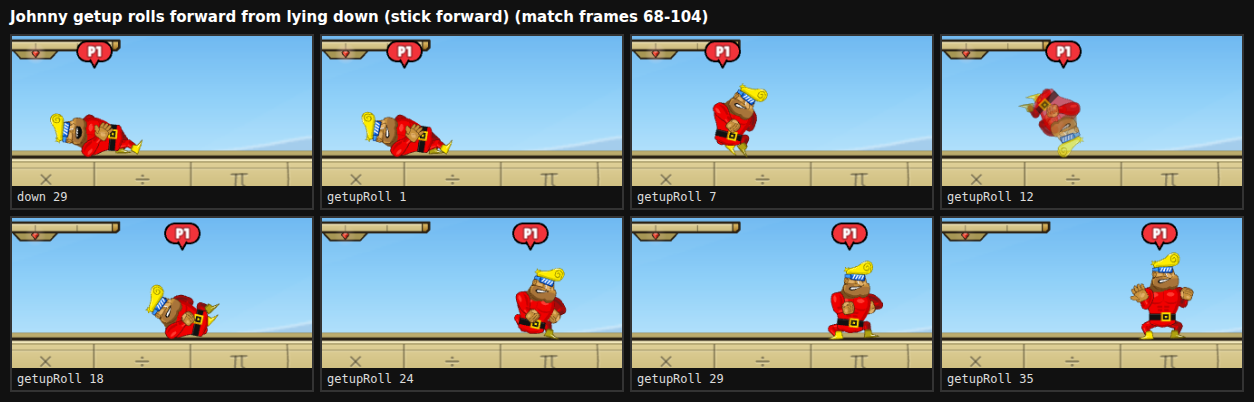 Johnny getup rolls forward from lying down (stick forward) (match frames 68-104)
P1 P1 P1 P1
× ÷ π × ÷ π × ÷ π × ÷ π
down 29 getupRoll 1 getupRoll 7 getupRoll 12
P1 P1 P1 P1
× ÷ π × ÷ π × ÷ π × ÷ π
getupRoll 18 getupRoll 24 getupRoll 29 getupRoll 35